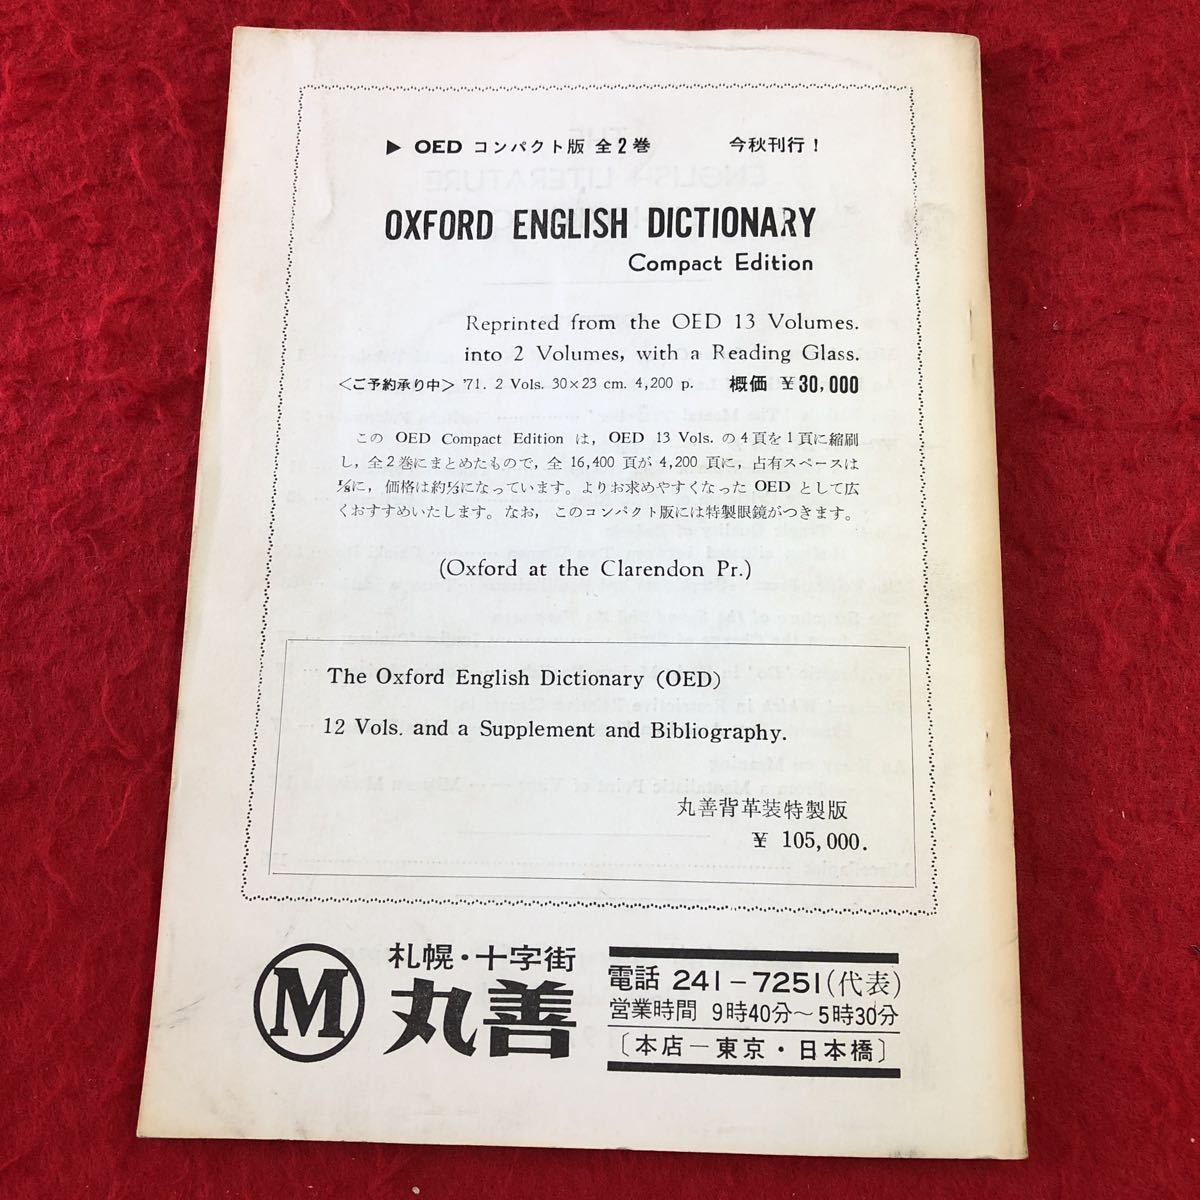 ▶ OED コンパクト版 全2巻 今秋刊行！
OXFORD ENGLISH DICTIONARY
Compact Edition
Reprinted from the OED 13 Volumes.
into 2 Volumes, with a Reading Glass.
＜ご予約承り中＞ '71. 2 Vols. 30×23 cm. 4,200 p. 概価 ¥30,000
この OED Compact Edition は，OED 13 Vols. の4頁を1頁に縮刷
し，全2巻にまとめたもので，全 16,400 頁が 4,200 頁に，占有スペースは
⅛に，価格は約⅓になっています。よりお求めやすくなった OED として広
くおすすめいたします。なお，このコンパクト版には特製眼鏡がつきます。
(Oxford at the Clarendon Pr.)
The Oxford English Dictionary (OED)
12 Vols. and a Supplement and Bibliography.
丸善背革装特製版
¥ 105,000.
M
札幌・十字街
丸善
電話 241-7251(代表)
営業時間 9時40分〜5時30分
〔本店－東京・日本橋〕